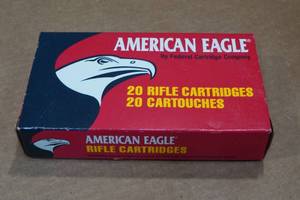 AMERICAN EAGLE®
By Federal Cartridge Company
20 RIFLE CARTRIDGES
20 CARTOUCHES
AMERICAN EAGLE®
RIFLE CARTRIDGES